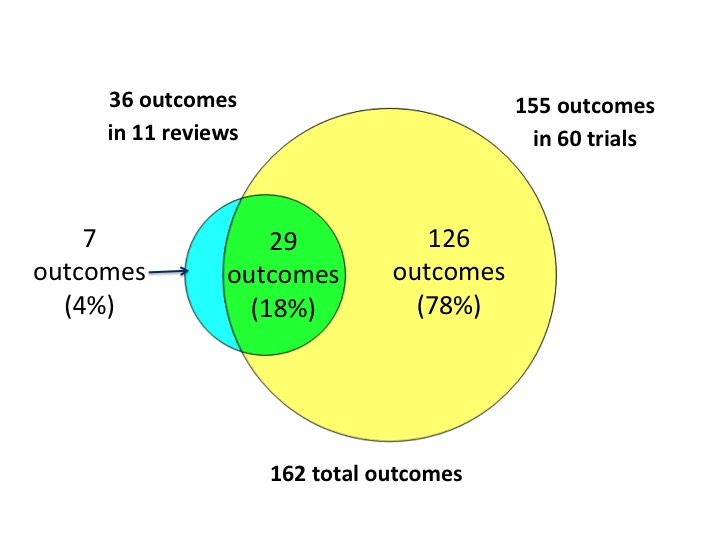 36 outcomes
in 11 reviews
155 outcomes
in 60 trials
7
outcomes
(4%)
29
outcomes
(18%)
126
outcomes
(78%)
162 total outcomes